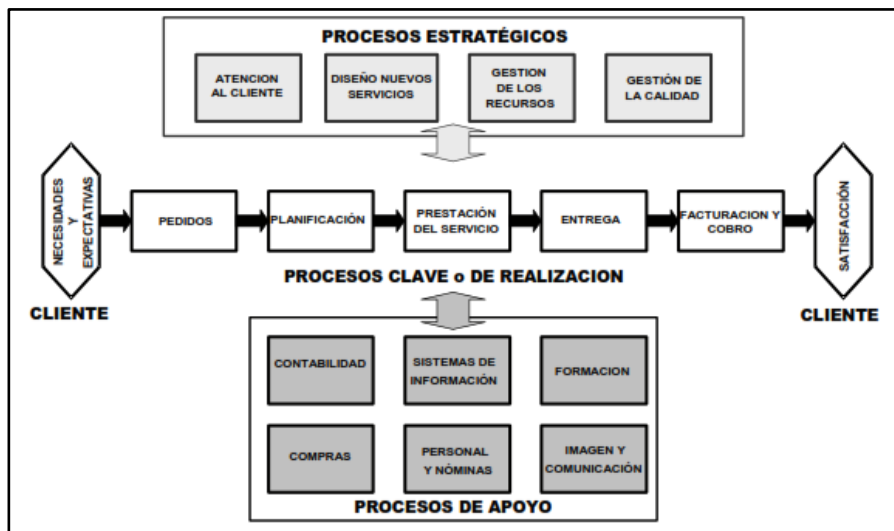 PROCESOS ESTRATÉGICOS
ATENCION
AL CLIENTE
DISEÑO NUEVOS
SERVICIOS
GESTION
DE LOS
RECURSOS
GESTIÓN DE
LA CALIDAD
NECESIDADES
Y
EXPECTATIVAS
PEDIDOS
PLANIFICACIÓN
PRESTACIÓN
DEL SERVICIO
ENTREGA
FACTURACION Y
COBRO
SATISFACCIÓN
CLIENTE
PROCESOS CLAVE o DE REALIZACION
CLIENTE
CONTABILIDAD
SISTEMAS DE
INFORMACIÓN
FORMACION
COMPRAS
PERSONAL
Y NÓMINAS
IMAGEN Y
COMUNICACIÓN
PROCESOS DE APOYO